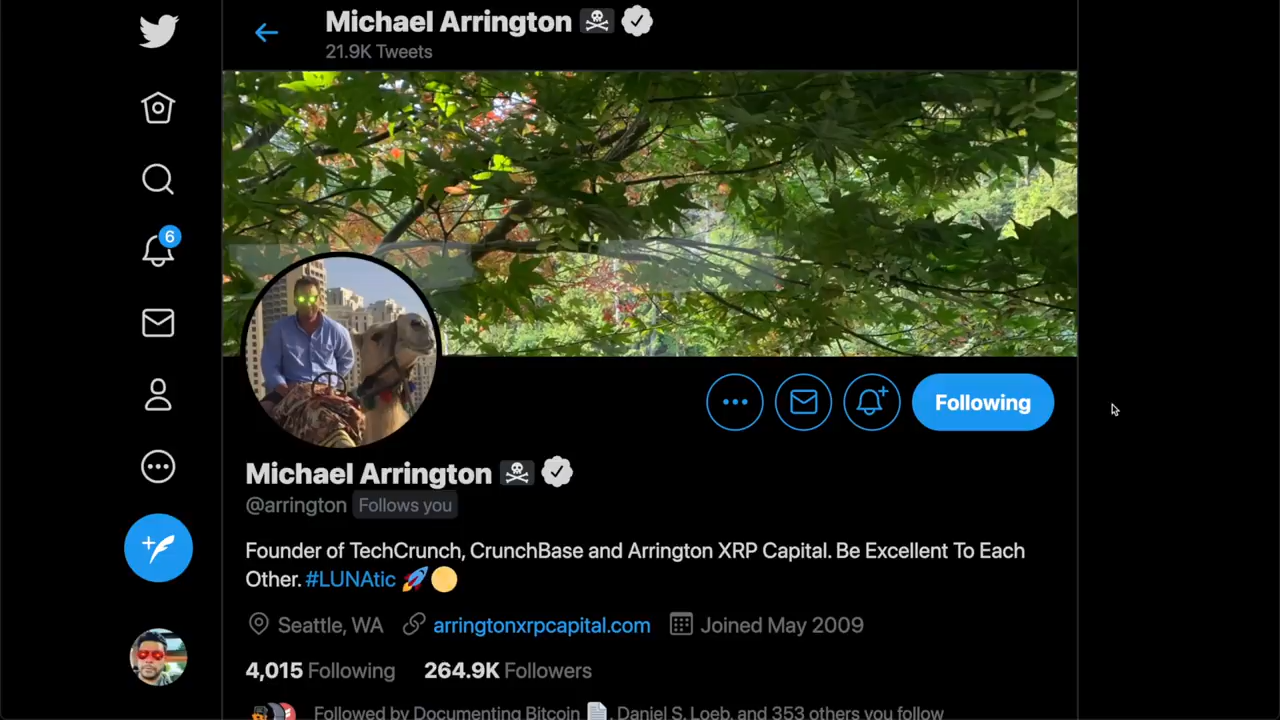 Michael Arrington
21.9K Tweets
6
Following
Michael Arrington
@arrington Follows you
Founder of TechCrunch, CrunchBase and Arrington XRP Capital. Be Excellent To Each
Other. #LUNAtic 🚀🌕
Seattle, WA arringtonxrpcapital.com Joined May 2009
4,015 Following 264.9K Followers
Followed by Documenting Bitcoin 📄, Daniel S. Loeb, and 353 others you follow